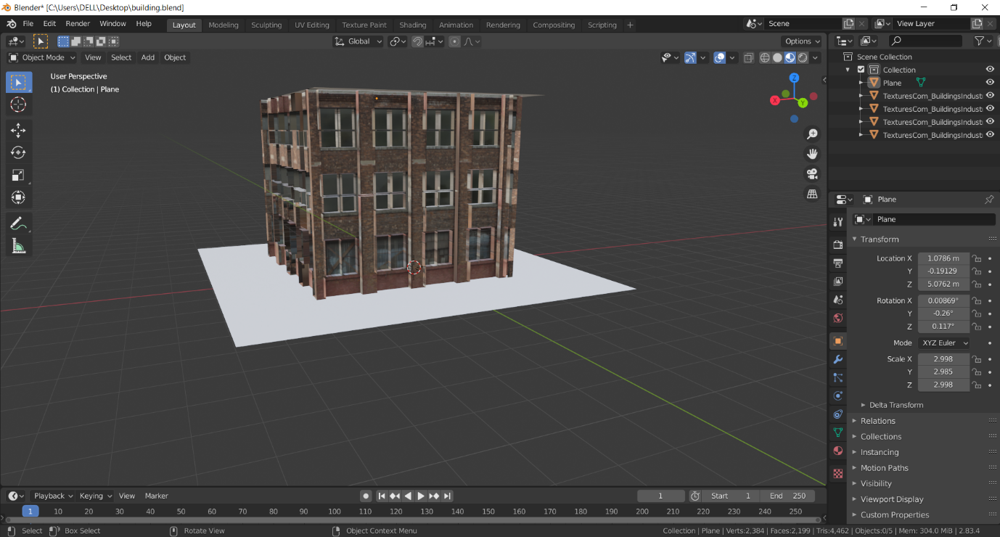 Blender* [C:\Users\DELL\Desktop\building.blend]
File Edit Render Window Help Layout Modeling Sculpting UV Editing Texture Paint Shading Animation Rendering Compositing Scripting + Scene View Layer
Global Options
Object Mode View Select Add Object
User Perspective
(1) Collection | Plane
Z
X
Y
Scene Collection
Collection
Plane
TexturesCom_BuildingsIndust
TexturesCom_BuildingsIndust
TexturesCom_BuildingsIndust
TexturesCom_BuildingsIndust
Plane
Plane
Transform
Location X 1.0786 m
Y -0.19129
Z 5.0762 m
Rotation X 0.00869°
Y -0.26°
Z 0.117°
Mode XYZ Euler
Scale X 2.998
Y 2.985
Z 2.998
Delta Transform
Relations
Collections
Instancing
Motion Paths
Visibility
Viewport Display
Custom Properties
Playback Keying View Marker 1 Start 1 End 250
1 10 20 30 40 50 60 70 80 90 100 110 120 130 140 150 160 170 180 190 200 210 220 230 240 250
Select Box Select Rotate View Object Context Menu Collection | Plane | Verts:2,384 | Faces:2,199 | Tris:4,462 | Objects:0/5 | Mem: 304.0 MiB | 2.83.4